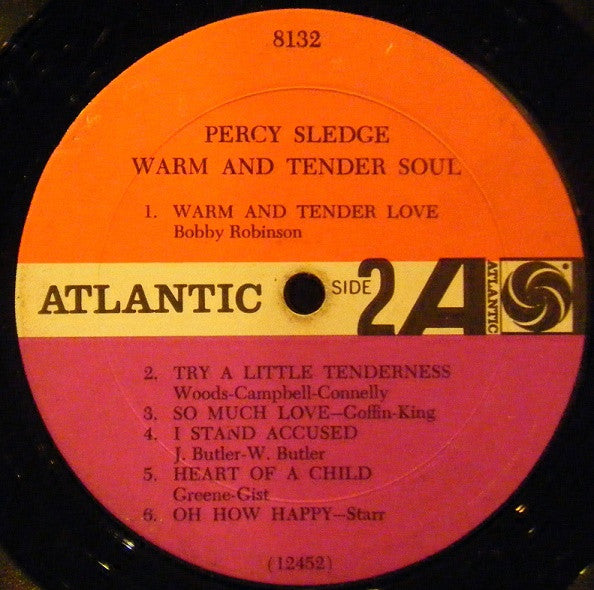 8132
PERCY SLEDGE
WARM AND TENDER SOUL
1. WARM AND TENDER LOVE
Bobby Robinson
ATLANTIC SIDE 2 A ATLANTIC
2. TRY A LITTLE TENDERNESS
Woods-Campbell-Connelly
3. SO MUCH LOVE—Goffin-King
4. I STAND ACCUSED
J. Butler-W. Butler
5. HEART OF A CHILD
Greene-Gist
6. OH HOW HAPPY—Starr
(12452)